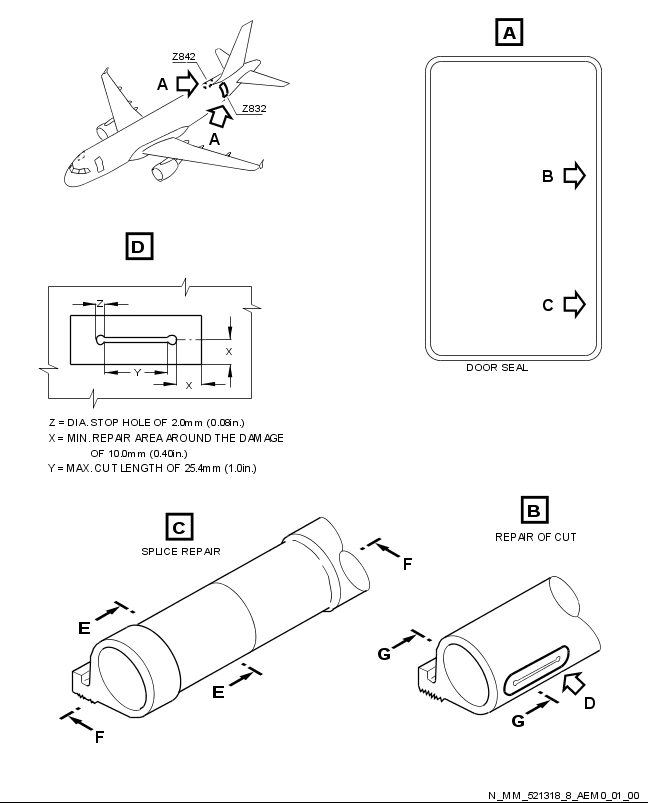 A
Z842
A
Z832
A
B
C
DOOR SEAL
D
Z
X
Y
X
Z = DIA. STOP HOLE OF 2.0mm (0.08in.)
X = MIN. REPAIR AREA AROUND THE DAMAGE
OF 10.0mm (0.40in.)
Y = MAX. CUT LENGTH OF 25.4mm (1.0in.)
C
SPLICE REPAIR
B
REPAIR OF CUT
F
E
E
F
G
G
D
N_MM_521318_8_AEM0_01_00